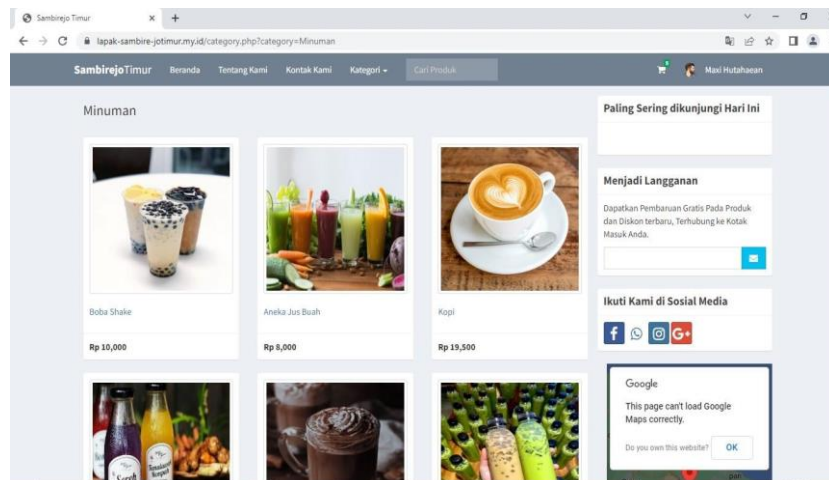 Sambirejo Timur
lapak-sambire-jotimur.my.id/category.php?category=Minuman
SambirejoTimur Beranda Tentang Kami Kontak Kami Kategori Cari Produk Maxi Hutahaean
Minuman
Boba Shake
Rp 10,000
Aneka Jus Buah
Rp 8,000
Kopi
Rp 19,500
Paling Sering dikunjungi Hari Ini
Menjadi Langganan
Dapatkan Pembaruan Gratis Pada Produk
dan Diskon terbaru, Terhubung ke Kotak
Masuk Anda.
Ikuti Kami di Sosial Media
Google
This page can't load Google
Maps correctly.
Do you own this website? OK